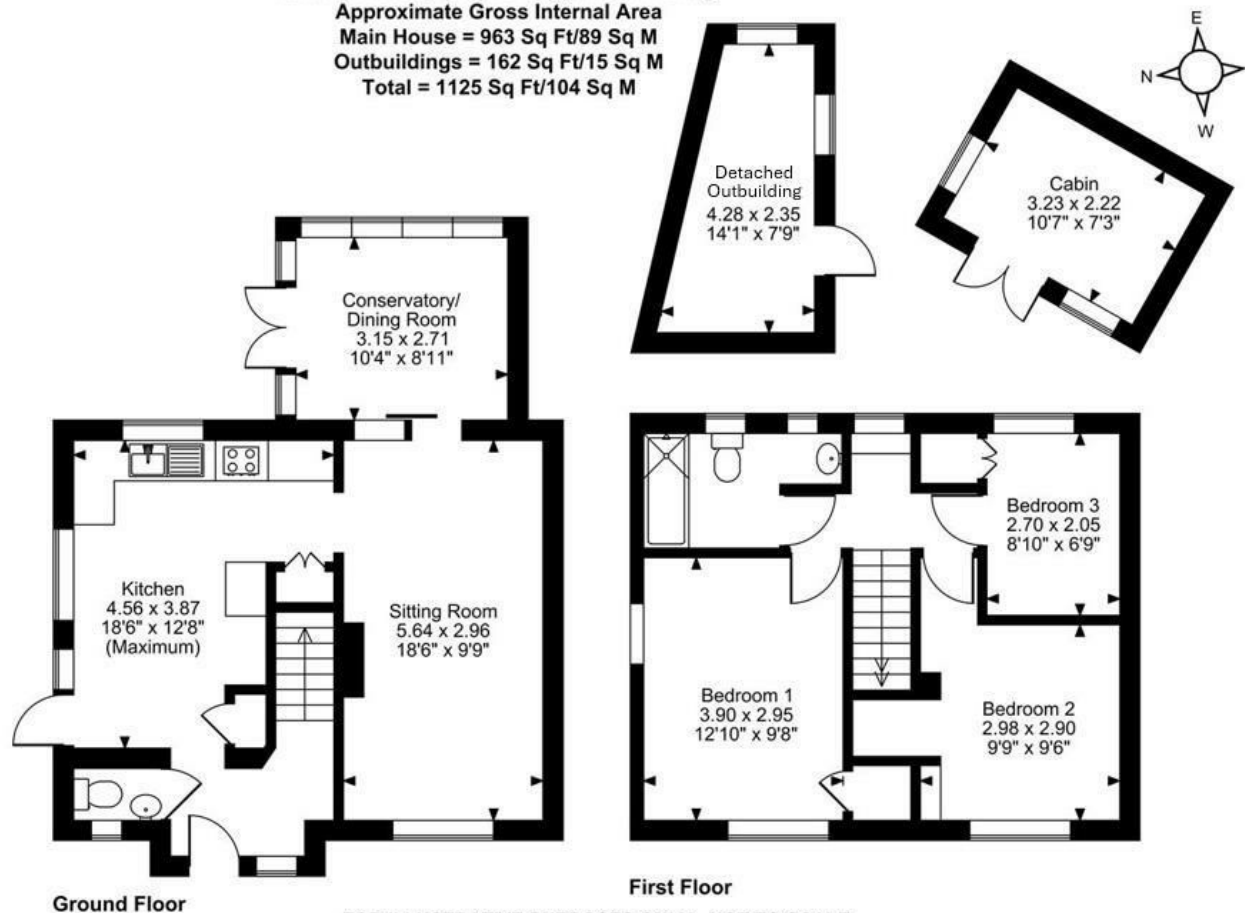 Approximate Gross Internal Area
Main House = 963 Sq Ft/89 Sq M
Outbuildings = 162 Sq Ft/15 Sq M
Total = 1125 Sq Ft/104 Sq M
E
N
W
Detached
Outbuilding
4.28 x 2.35
14'1" x 7'9"
Cabin
3.23 x 2.22
10'7" x 7'3"
Conservatory/
Dining Room
3.15 x 2.71
10'4" x 8'11"
Kitchen
4.56 x 3.87
18'6" x 12'8"
(Maximum)
Sitting Room
5.64 x 2.96
18'6" x 9'9"
Bedroom 3
2.70 x 2.05
8'10" x 6'9"
Bedroom 1
3.90 x 2.95
12'10" x 9'8"
Bedroom 2
2.98 x 2.90
9'9" x 9'6"
Ground Floor
First Floor